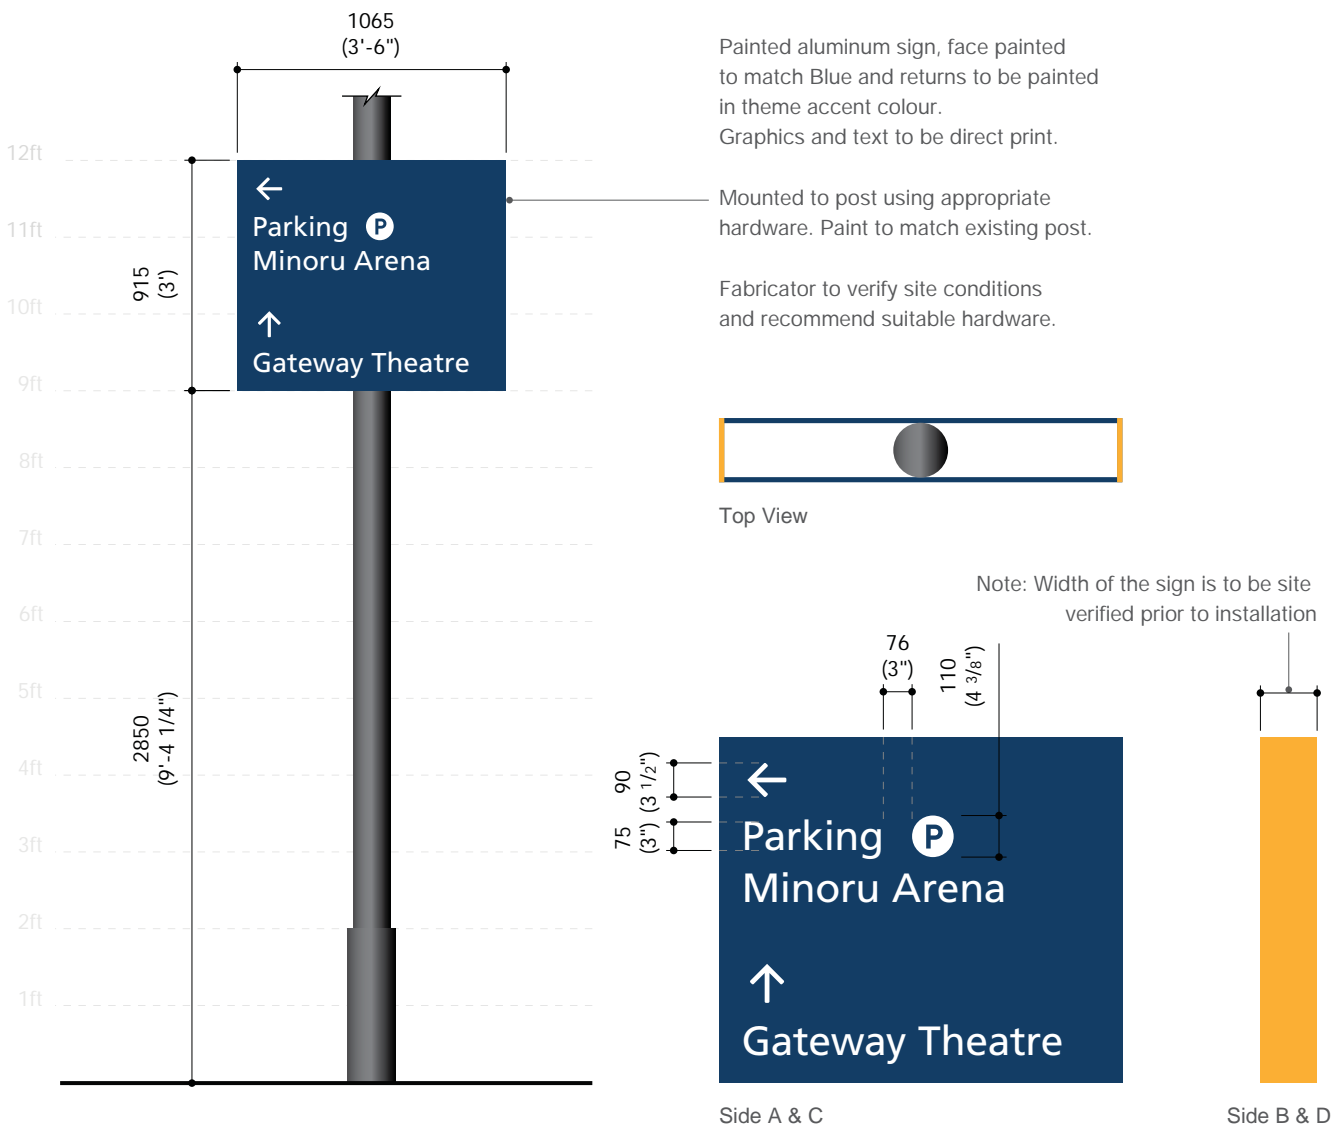 1065
(3'-6")
12ft
11ft
10ft
9ft
8ft
7ft
6ft
5ft
4ft
3ft
2ft
1ft
915
(3')
2850
(9'-4 1/4")
Parking P
Minoru Arena
Gateway Theatre
Painted aluminum sign, face painted
to match Blue and returns to be painted
in theme accent colour.
Graphics and text to be direct print.
Mounted to post using appropriate
hardware. Paint to match existing post.
Fabricator to verify site conditions
and recommend suitable hardware.
Top View
Note: Width of the sign is to be site
verified prior to installation
76
(3")
110
(4 3/8")
90
(3 1/2")
75
(3")
Parking P
Minoru Arena
Gateway Theatre
Side A & C
Side B & D